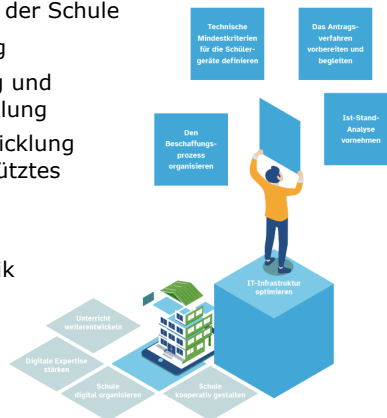 der Schule
g
g und
lung
icklung
ütztes
ik
Technische
Mindestkriterien
für die Schüler-
geräte definieren
Das Antrags-
verfahren
vorbereiten und
begleiten
Den
Beschaffungs-
prozess
organisieren
Ist-Stand-
Analyse
vornehmen
IT-Infrastruktur
optimieren
Unterricht
weiterentwickeln
Digitale Expertise
stärken
Schule
digital organisieren
Schule
kooperativ gestalten